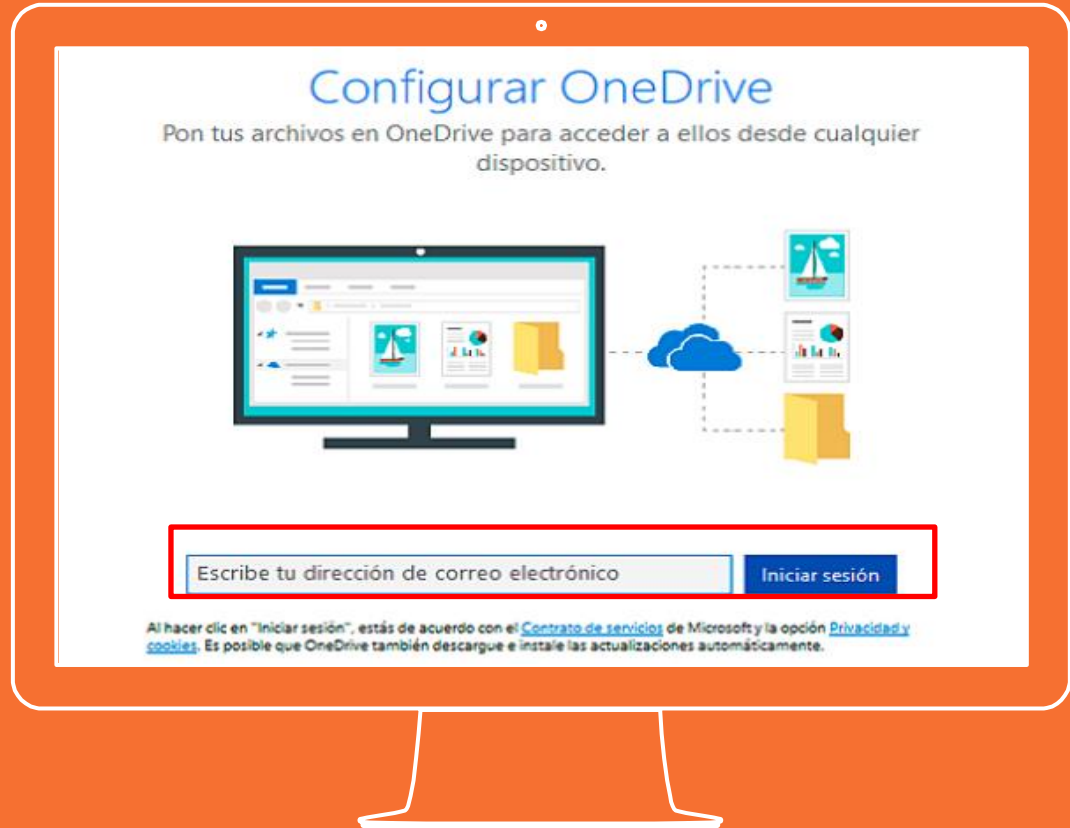 Configurar OneDrive
Pon tus archivos en OneDrive para acceder a ellos desde cualquier
dispositivo.
Escribe tu dirección de correo electrónico
Iniciar sesión
Al hacer clic en "Iniciar sesión", estás de acuerdo con el Contrato de servicios de Microsoft y la opción Privacidad y
cookies. Es posible que OneDrive también descargue e instale las actualizaciones automáticamente.